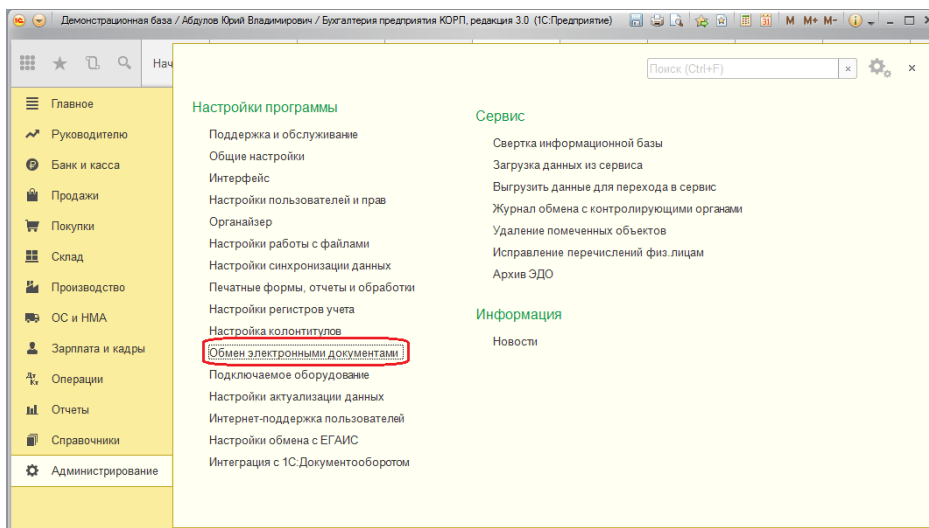 Демонстрационная база / Абдулов Юрий Владимирович / Бухгалтерия предприятия КОРП, редакция 3.0 (1С:Предприятие)
M M+ M-
Нач
Поиск (Ctrl+F)
Главное
Руководителю
Банк и касса
Продажи
Покупки
Склад
Производство
ОС и НМА
Зарплата и кадры
Операции
Отчеты
Справочники
Администрирование
Настройки программы
Поддержка и обслуживание
Общие настройки
Интерфейс
Настройки пользователей и прав
Органайзер
Настройки работы с файлами
Настройки синхронизации данных
Печатные формы, отчеты и обработки
Настройки регистров учета
Настройка колонтитулов
Обмен электронными документами
Подключаемое оборудование
Настройки актуализации данных
Интернет-поддержка пользователей
Настройки обмена с ЕГАИС
Интеграция с 1С:Документооборотом
Сервис
Свертка информационной базы
Загрузка данных из сервиса
Выгрузить данные для перехода в сервис
Журнал обмена с контролирующими органами
Удаление помеченных объектов
Исправление перечислений физ.лицам
Архив ЭДО
Информация
Новости